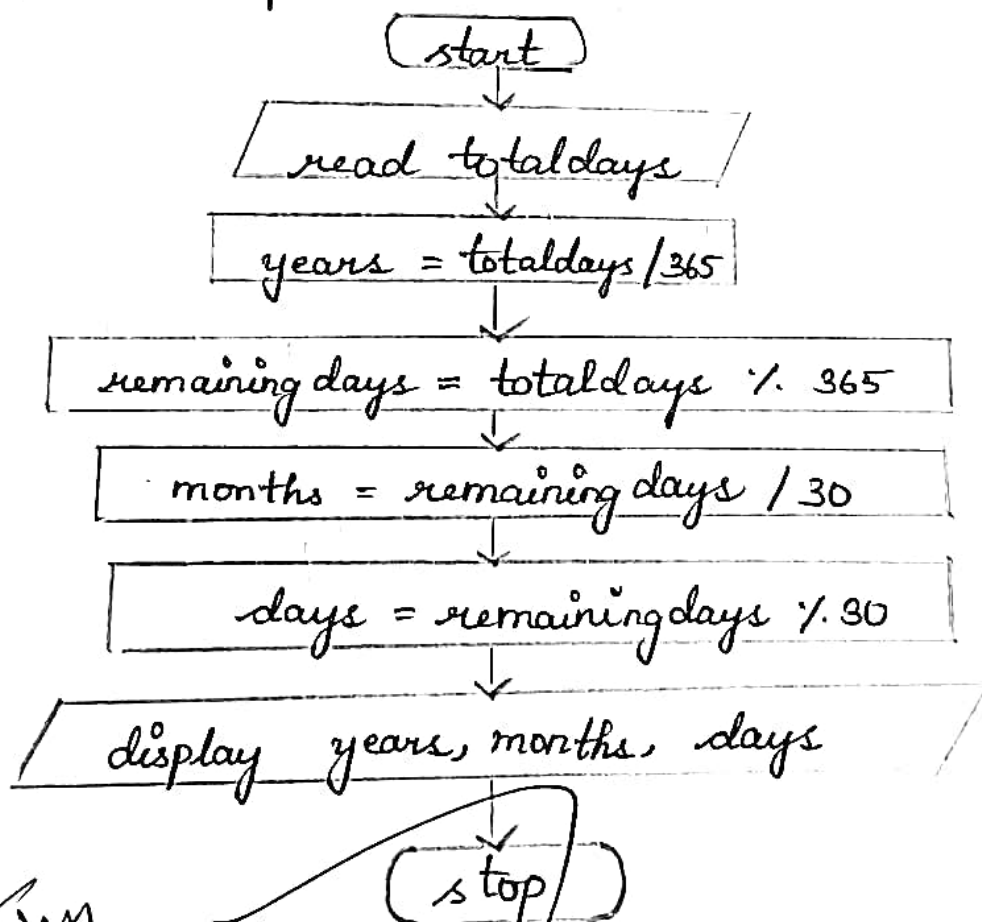 start
read totaldays
years = totaldays/365
remaining days = totaldays % 365
months = remaining days / 30
days = remainingdays % 30
display years, months, days
stop